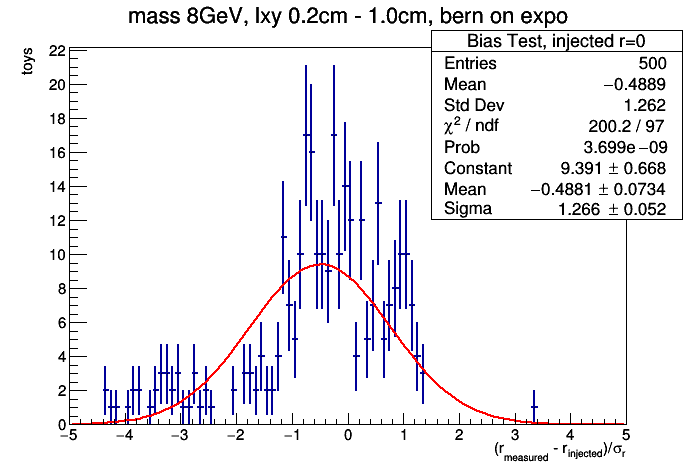 mass 8GeV, lxy 0.2cm - 1.0cm, bern on expo
Bias Test, injected r=0
Entries 500
Mean −0.4889
Std Dev 1.262
χ² / ndf 200.2 / 97
Prob 3.699e−09
Constant 9.391 ± 0.668
Mean −0.4881 ± 0.0734
Sigma 1.266 ± 0.052
toys
22
20
18
16
14
12
10
8
6
4
2
0
−5 −4 −3 −2 −1 0 1 2 3 4 5
(r_measured - r_injected)/σ_r